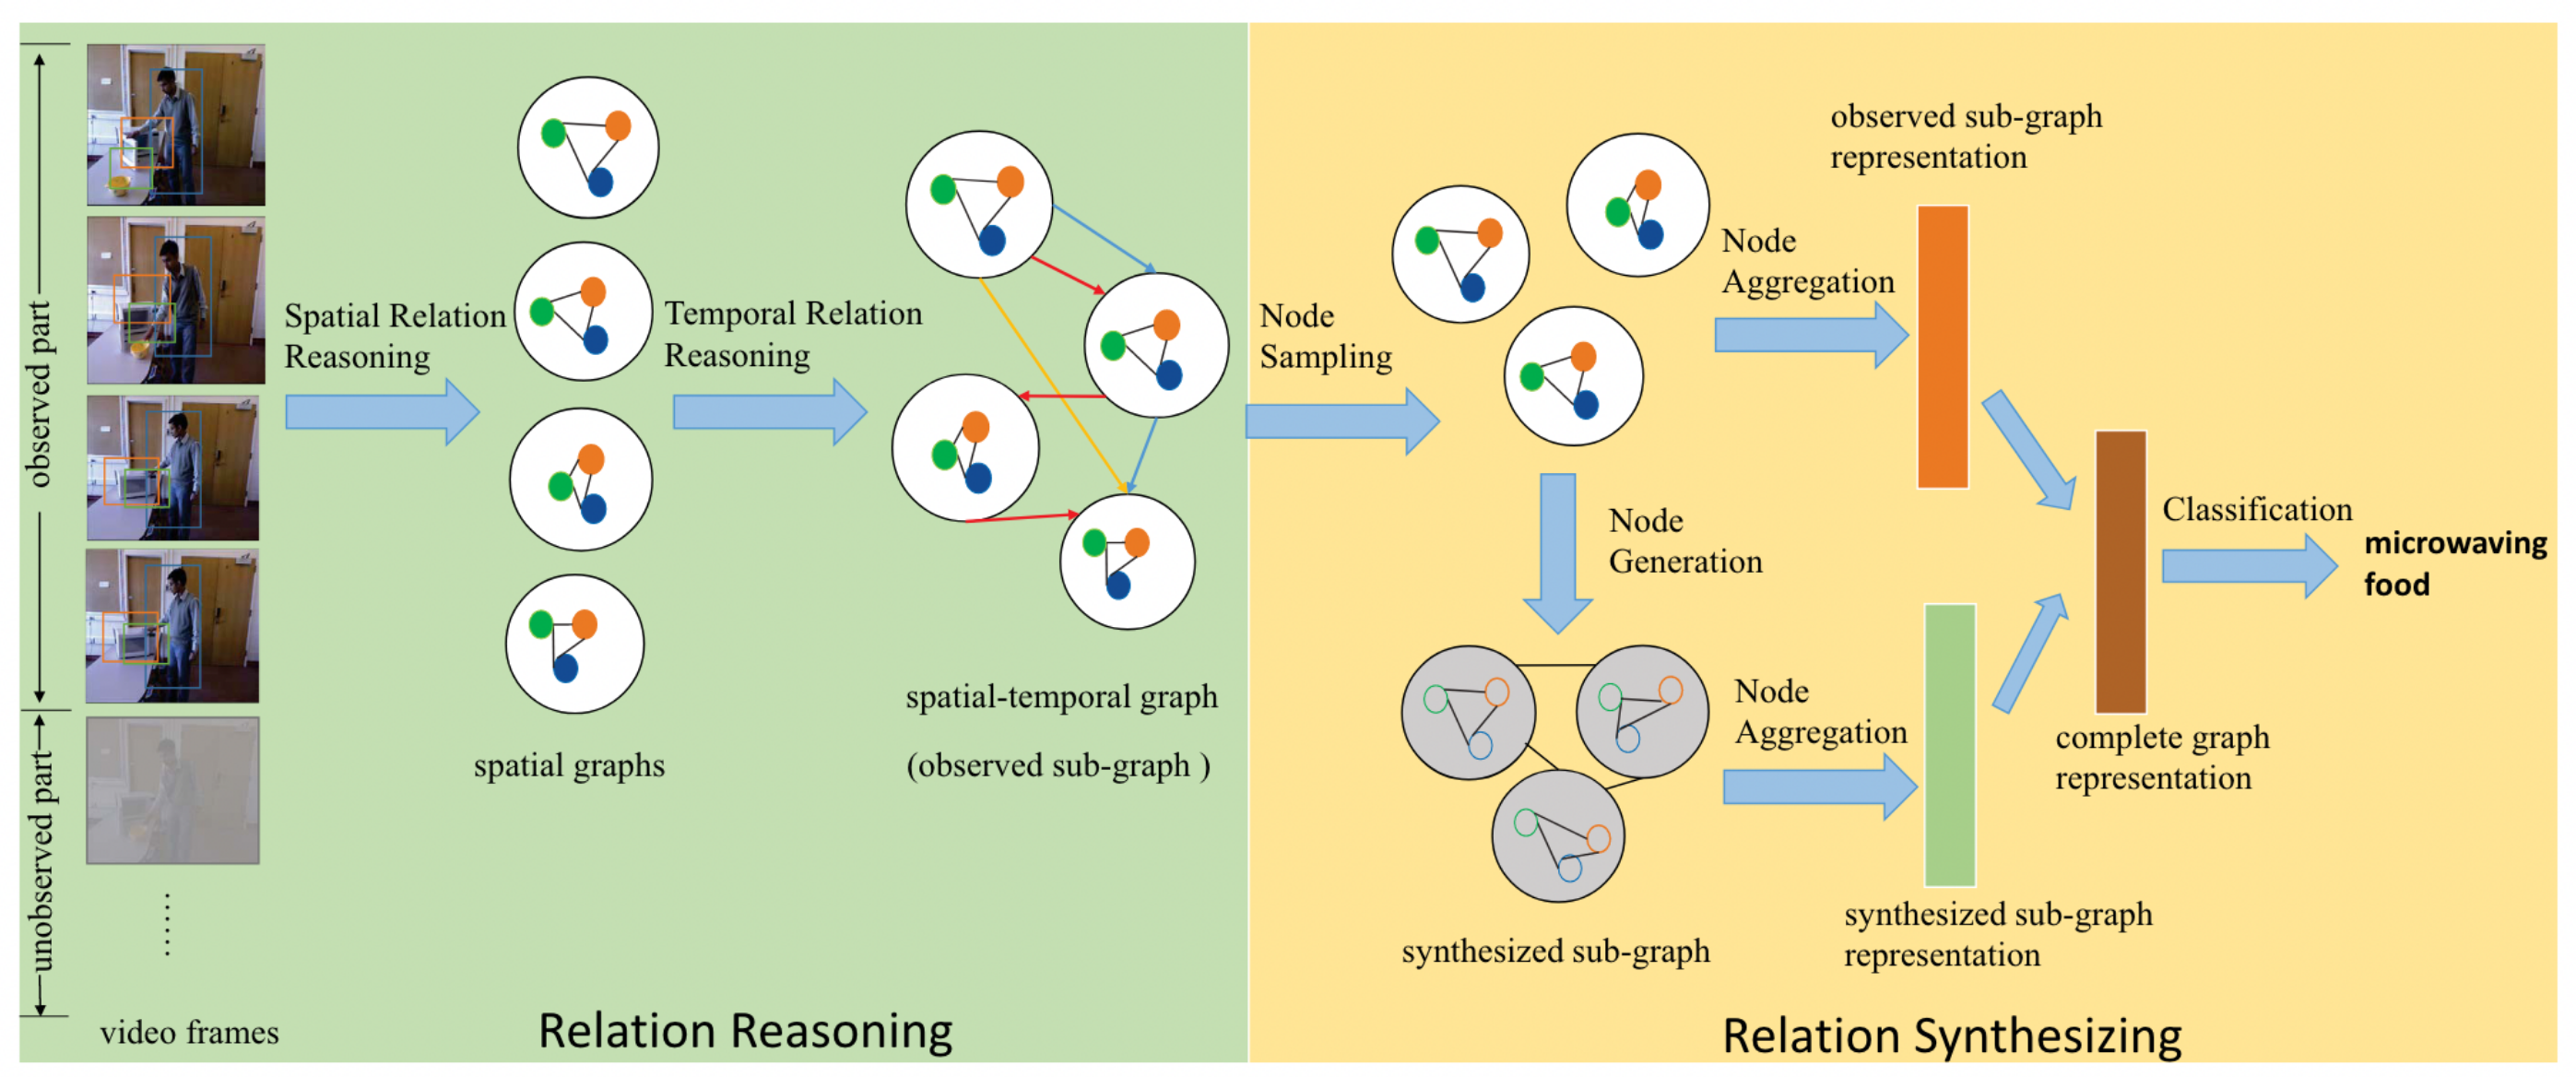 observed part
unobserved part
video frames
Spatial Relation
Reasoning
spatial graphs
Temporal Relation
Reasoning
spatial-temporal graph
(observed sub-graph )
Relation Reasoning
Node
Sampling
Node
Aggregation
observed sub-graph
representation
Node
Generation
synthesized sub-graph
Node
Aggregation
synthesized sub-graph
representation
complete graph
representation
Classification
microwaving
food
Relation Synthesizing